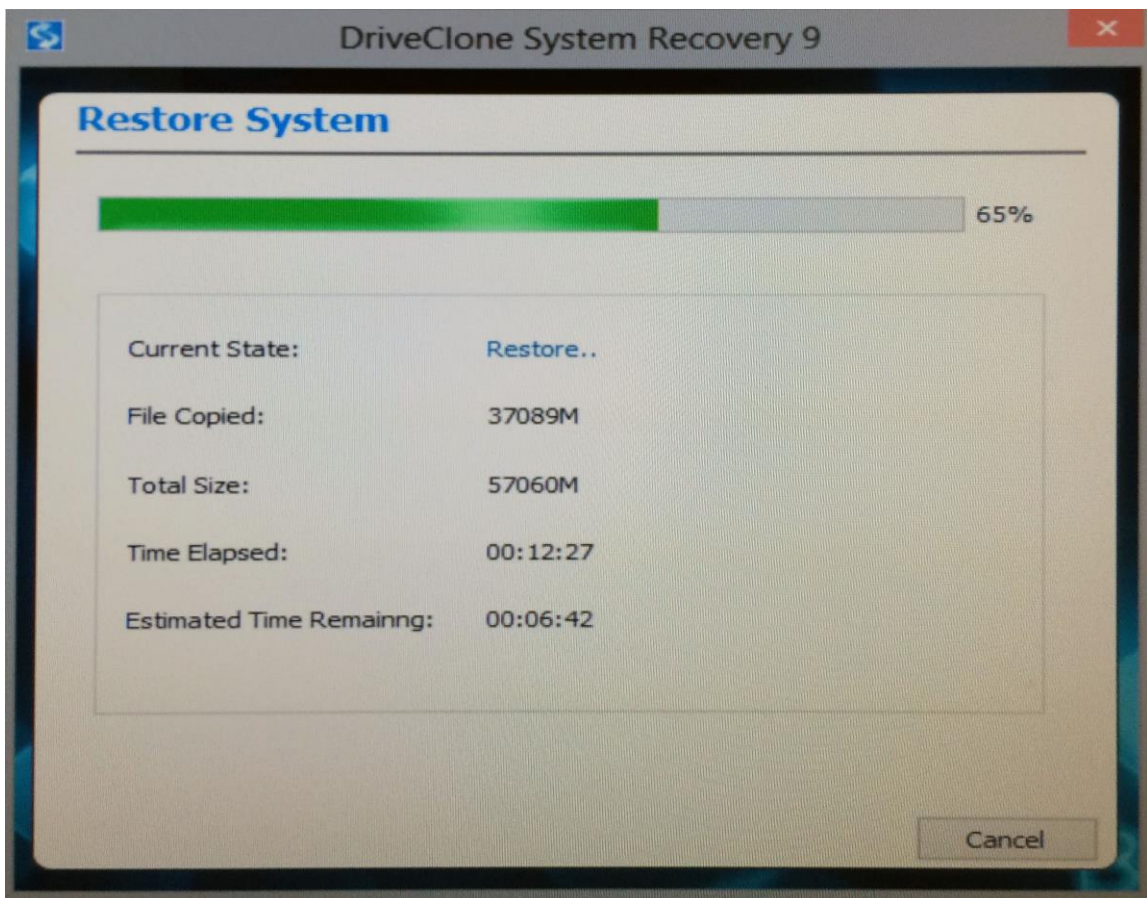 DriveClone System Recovery 9
Restore System
65%
Current State: Restore..
File Copied: 37089M
Total Size: 57060M
Time Elapsed: 00:12:27
Estimated Time Remainng: 00:06:42
Cancel